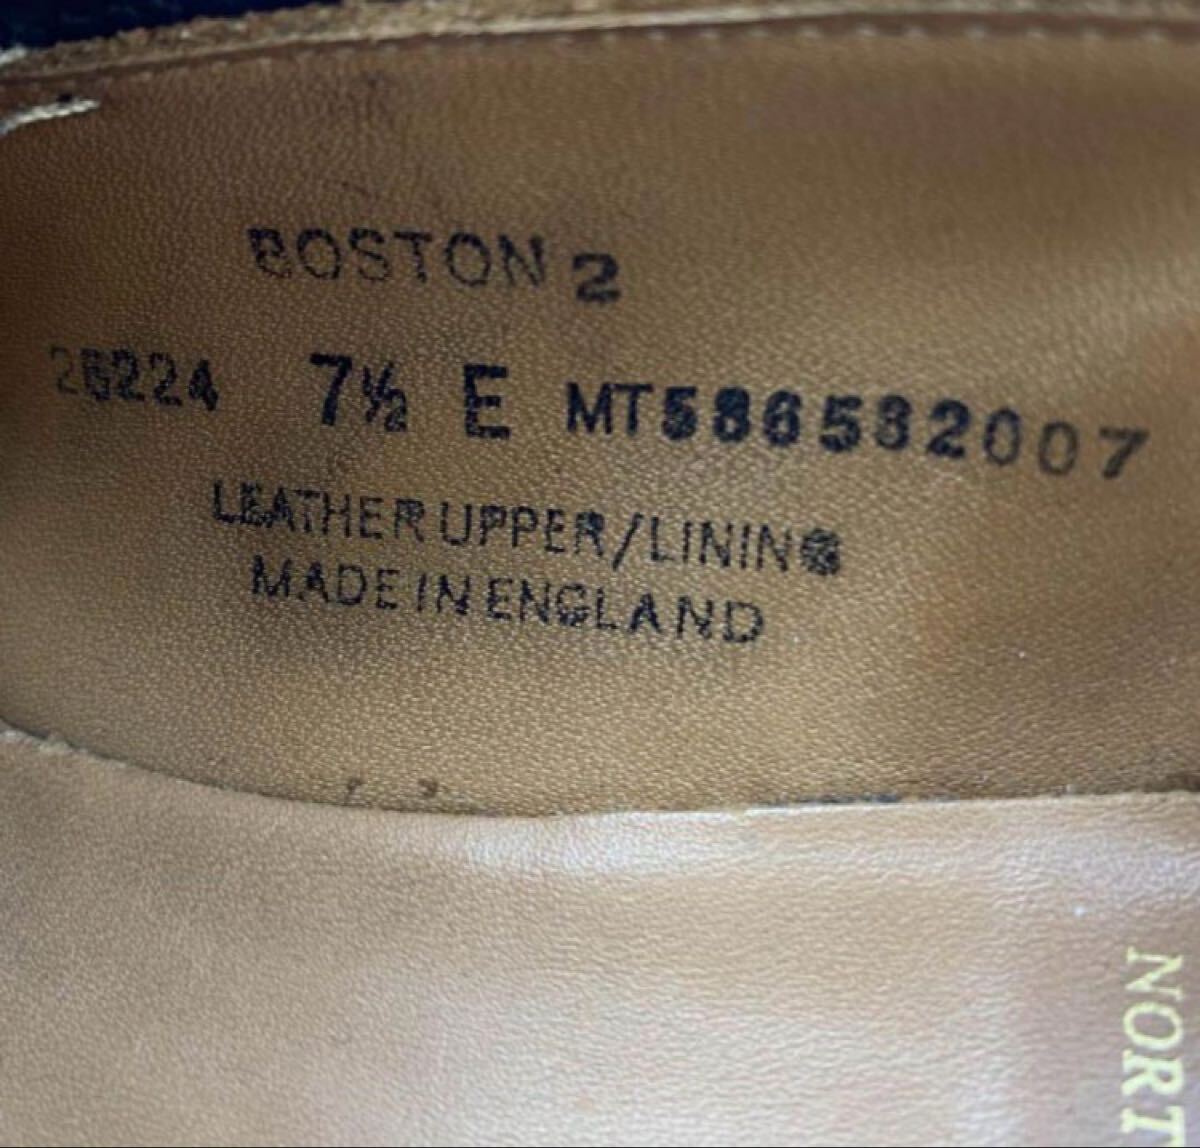 BOSTON 2
26224 7½ E MT586582007
LEATHER UPPER/LINING
MADE IN ENGLAND
NORT